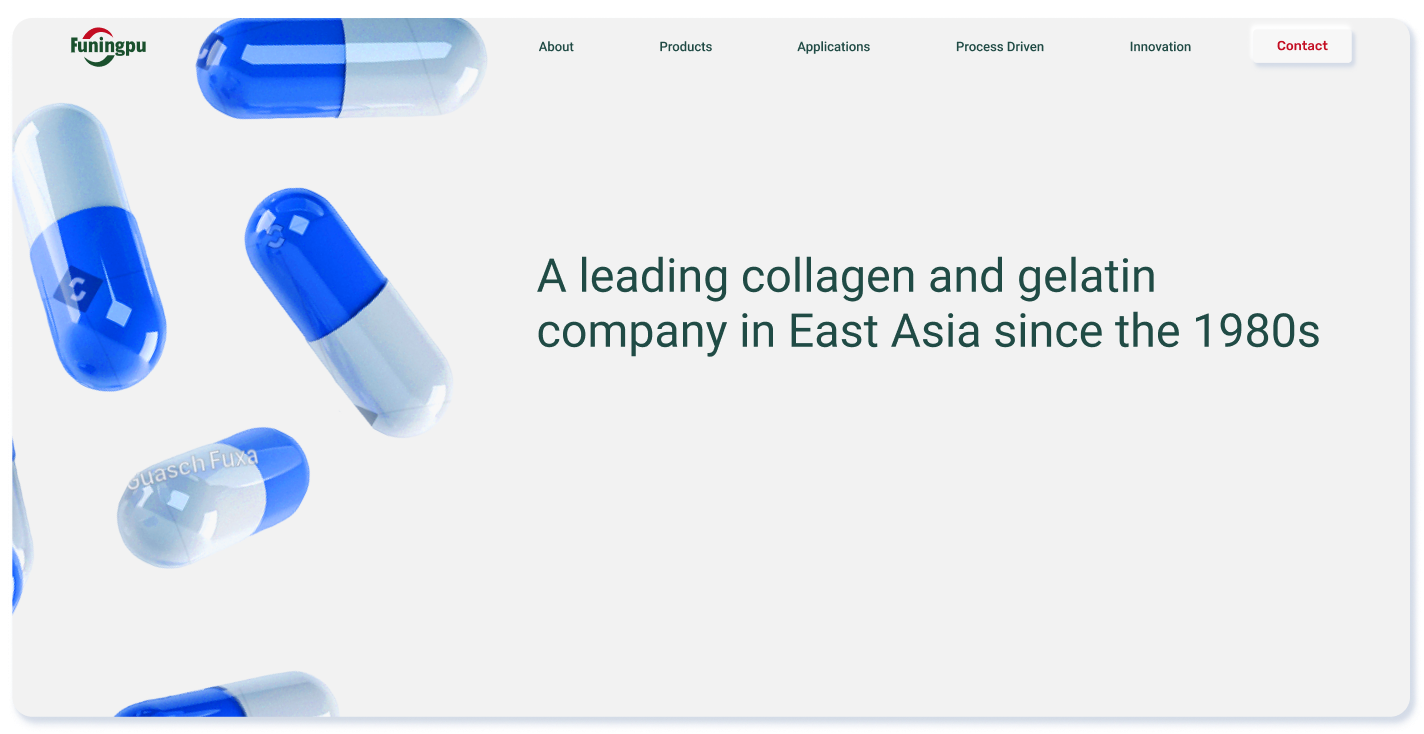 Funingpu
About
Products
Applications
Process Driven
Innovation
Contact
A leading collagen and gelatin
company in East Asia since the 1980s
Guasch Fuxa